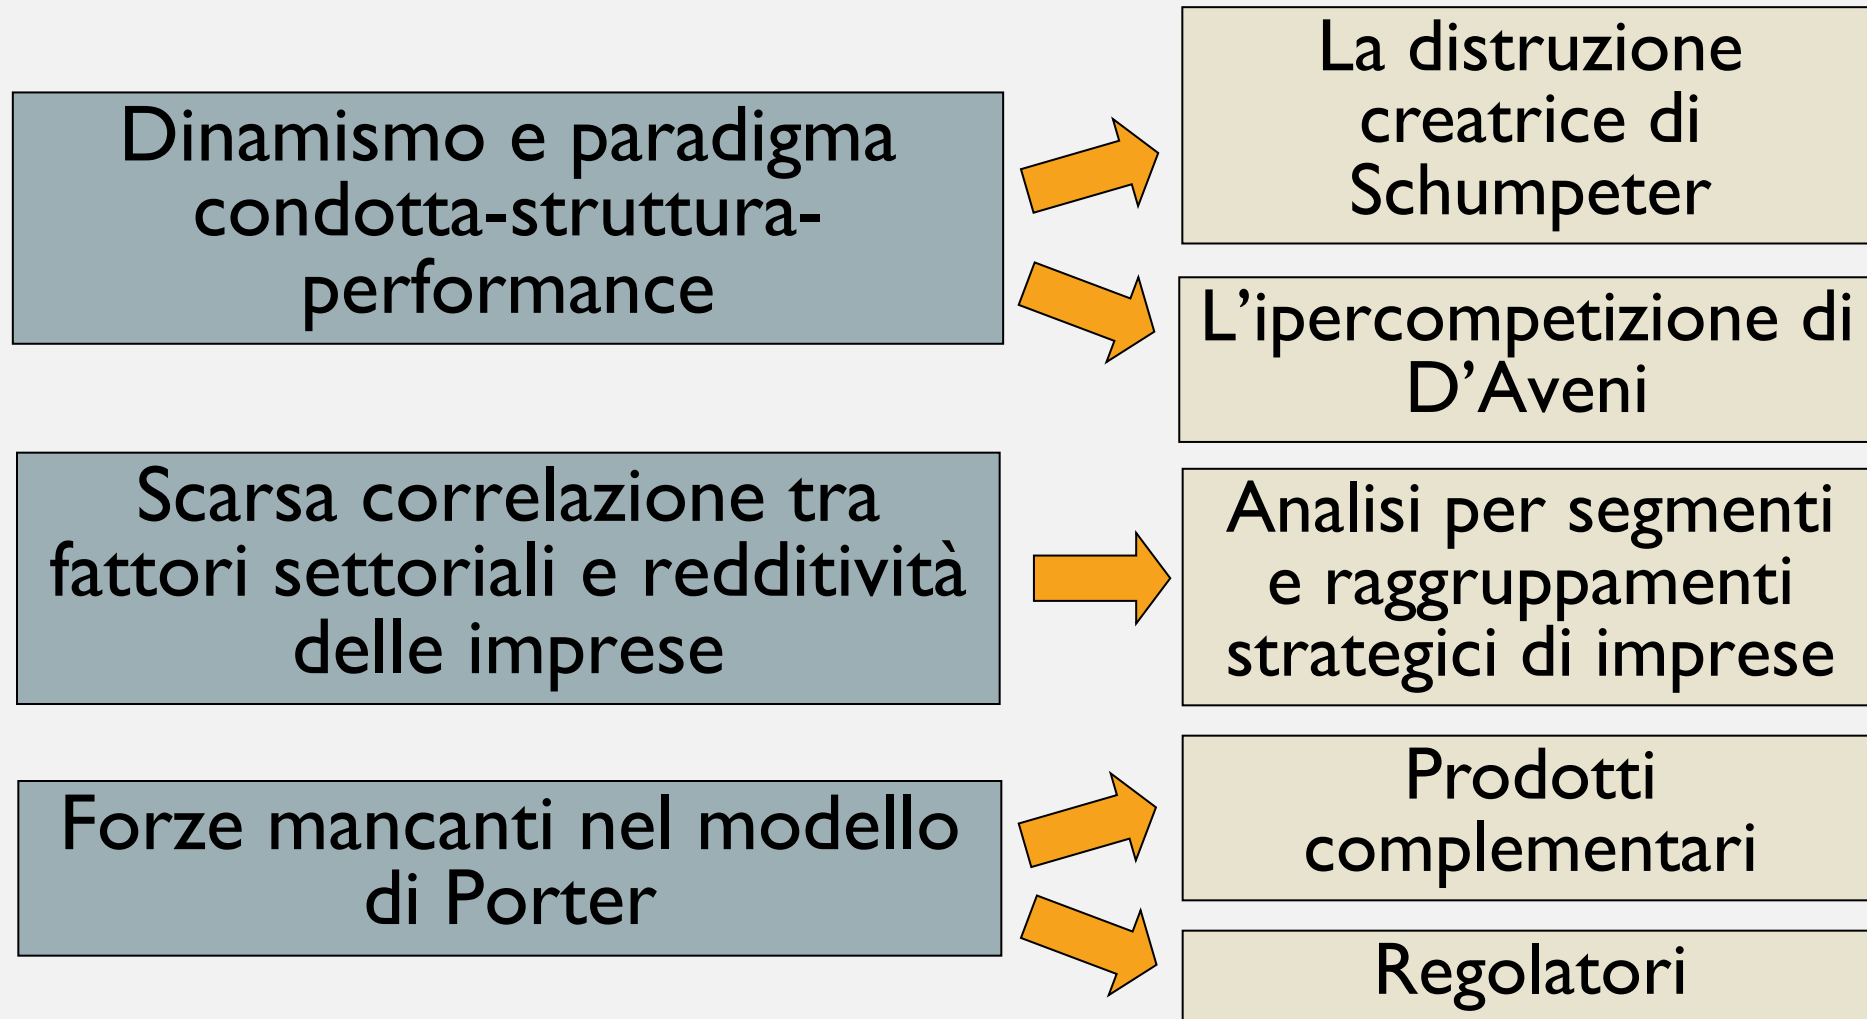 Dinamismo e paradigma
condotta-struttura-
performance
La distruzione
creatrice di
Schumpeter
L’ipercompetizione di
D’Aveni
Scarsa correlazione tra
fattori settoriali e redditività
delle imprese
Analisi per segmenti
e raggruppamenti
strategici di imprese
Forze mancanti nel modello
di Porter
Prodotti
complementari
Regolatori